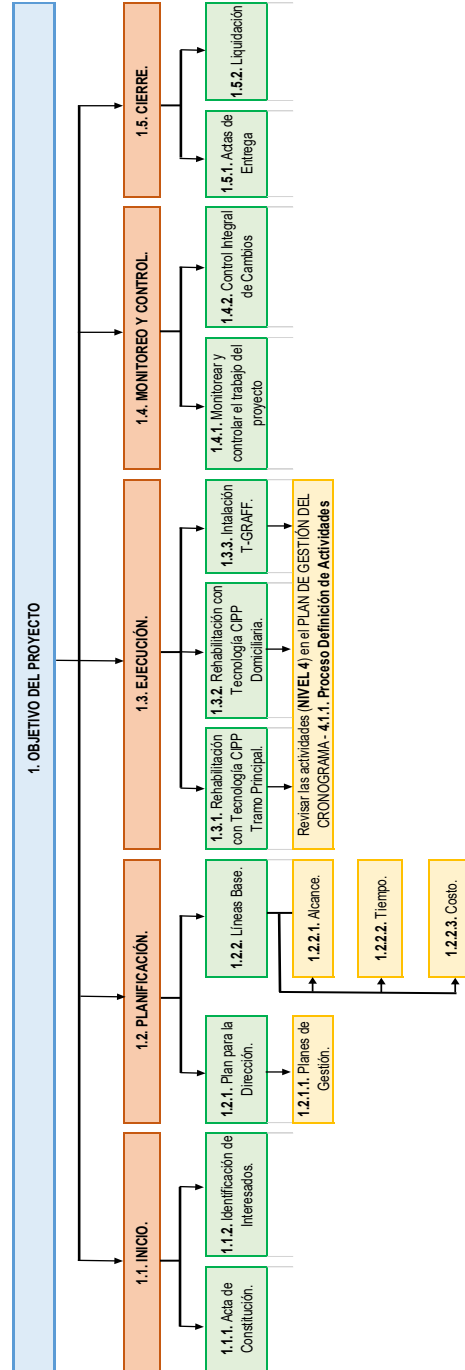 1. OBJETIVO DEL PROYECTO
1.1. INICIO.
1.1.1. Acta de
Constitución.
1.1.2. Identificación de
Interesados.
1.2. PLANIFICACIÓN.
1.2.1. Plan para la
Dirección.
1.2.1.1. Planes de
Gestión.
1.2.2. Líneas Base.
1.2.2.1. Alcance.
1.2.2.2. Tiempo.
1.2.2.3. Costo.
1.3. EJECUCIÓN.
1.3.1. Rehabilitación
con Tecnología CIPP
Tramo Principal.
1.3.2. Rehabilitación con
Tecnología CIPP
Domiciliaria.
1.3.3. Intalación
T-GRAFF.
Revisar las actividades (NIVEL 4) en el PLAN DE GESTIÓN DEL
CRONOGRAMA - 4.1.1. Proceso Definición de Actividades
1.4. MONITOREO Y CONTROL.
1.4.1. Monitorear y
controlar el trabajo del
proyecto
1.4.2. Control Integral
de Cambios
1.5. CIERRE.
1.5.1. Actas de
Entrega
1.5.2. Liquidación